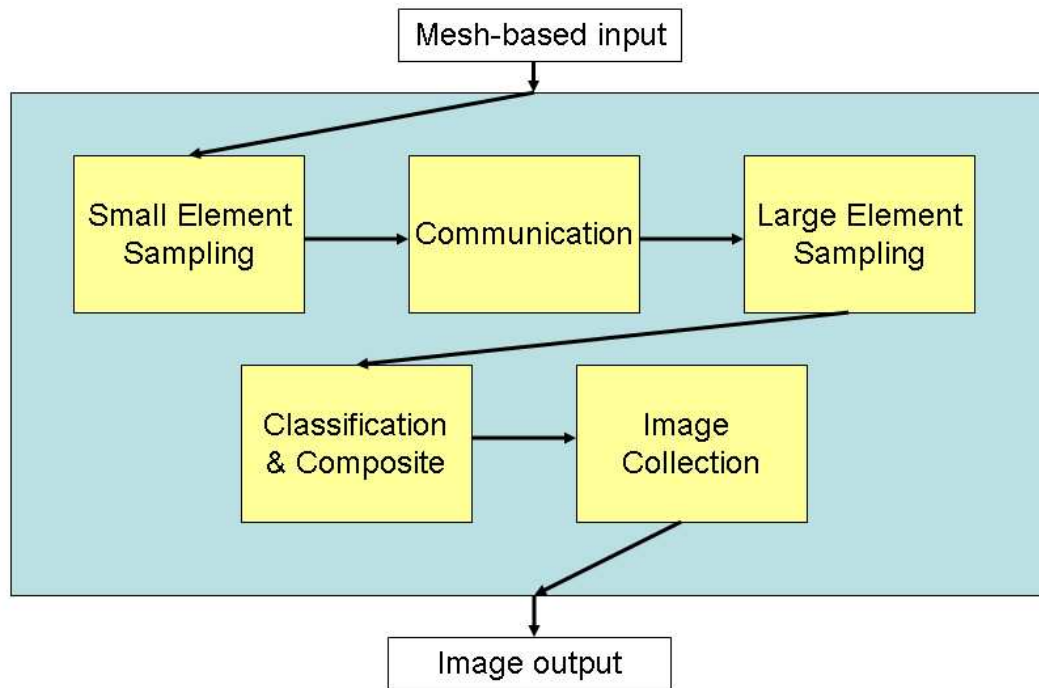 Mesh-based input
Small Element
Sampling
Communication
Large Element
Sampling
Classification
& Composite
Image
Collection
Image output